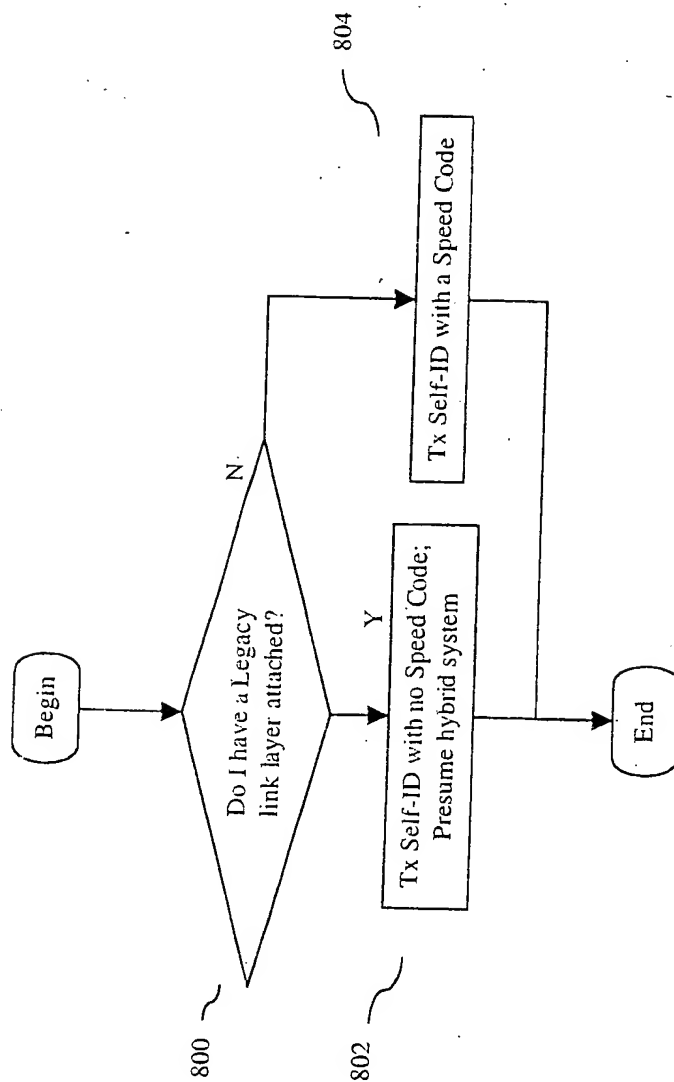 Begin
800
Do I have a Legacy
link layer attached?
N
Y
802
Tx Self-ID with no Speed Code;
Presume hybrid system
Tx Self-ID with a Speed Code
804
End